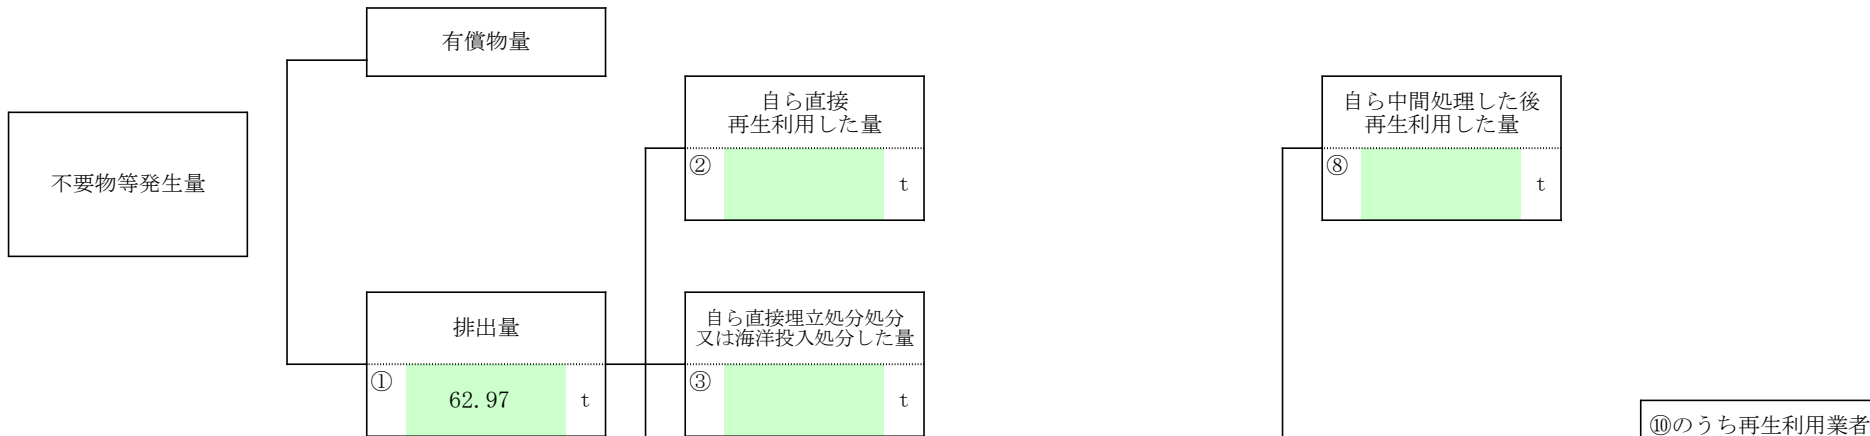 有償物量
自ら直接
再生利用した量
② t
自ら中間処理した後
再生利用した量
⑧ t
不要物等発生量
排出量
① 62.97 t
自ら直接埋立処分処分
又は海洋投入処分した量
③ t
⑩のうち再生利用業者